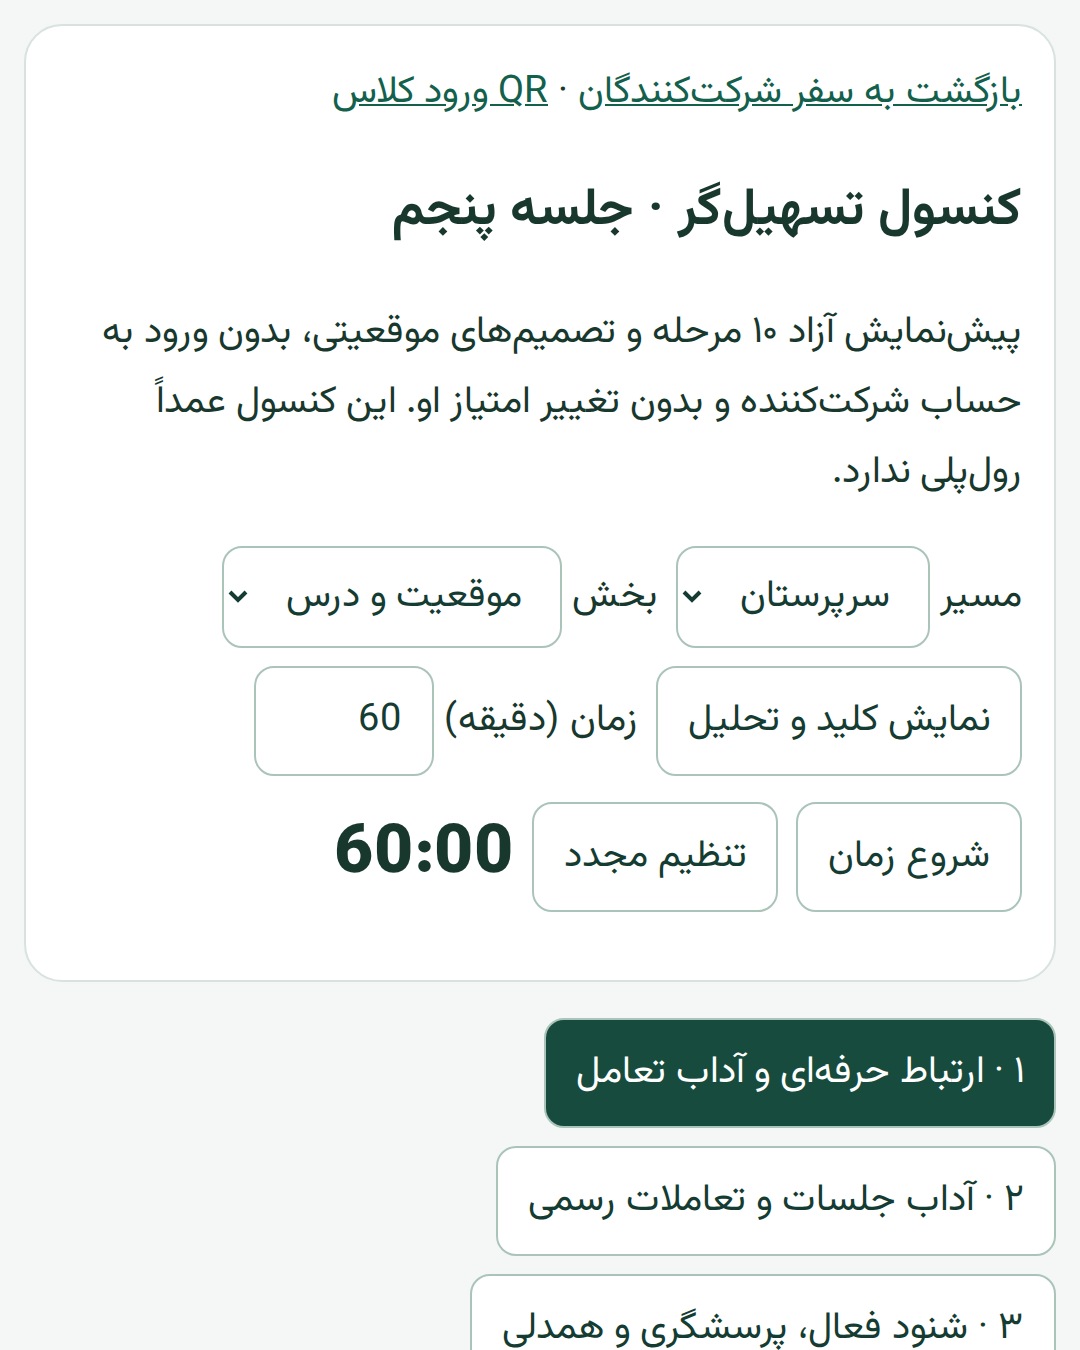 بازگشت به سفر شرکت‌کنندگان · QR ورود کلاس
کنسول تسهیل‌گر · جلسه پنجم
پیش‌نمایش آزاد ۱۰ مرحله و تصمیم‌های موقعیتی، بدون ورود به
حساب شرکت‌کننده و بدون تغییر امتیاز او. این کنسول عمداً
رول‌پلی ندارد.
مسیر سرپرستان بخش موقعیت و درس
نمایش کلید و تحلیل زمان (دقیقه) 60
شروع زمان تنظیم مجدد 60:00
۱ · ارتباط حرفه‌ای و آداب تعامل
۲ · آداب جلسات و تعاملات رسمی
۳ · شنود فعال، پرسشگری و همدلی